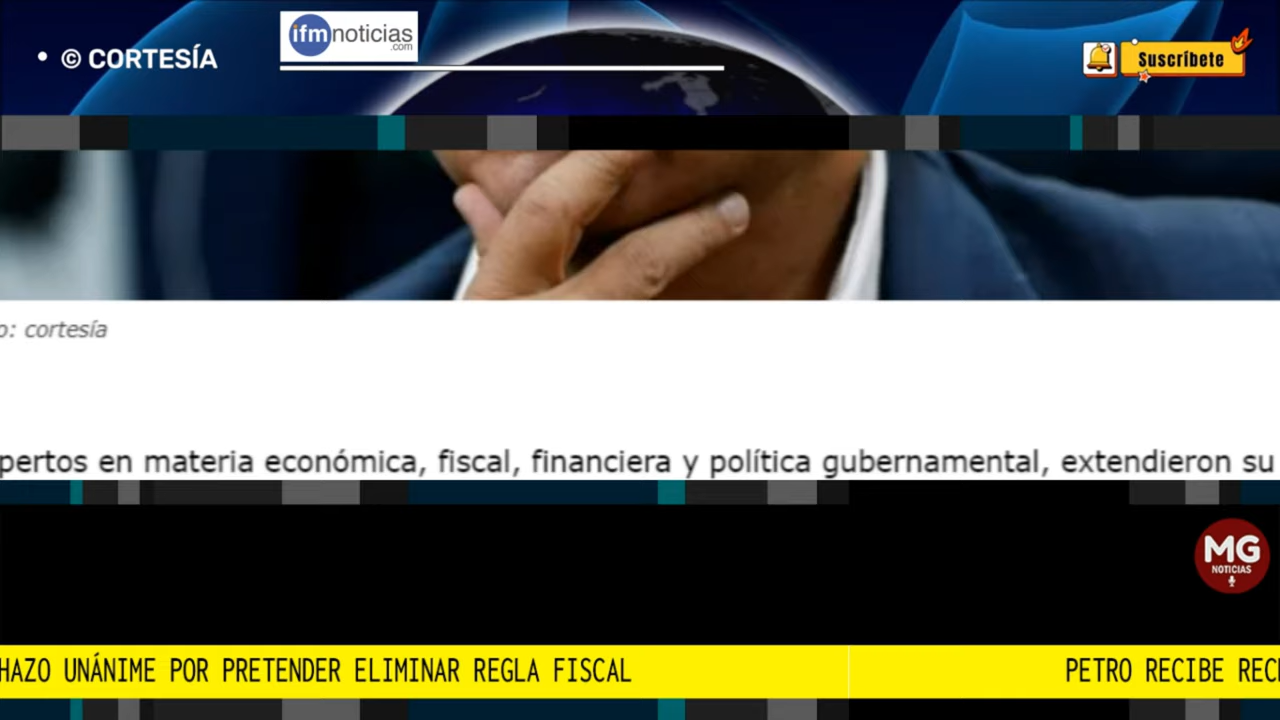 • © CORTESÍA
ifmnoticias
.com
Suscríbete
o: cortesía
pertos en materia económica, fiscal, financiera y política gubernamental, extendieron su
MG
NOTICIAS
HAZO UNÁNIME POR PRETENDER ELIMINAR REGLA FISCAL PETRO RECIBE REC